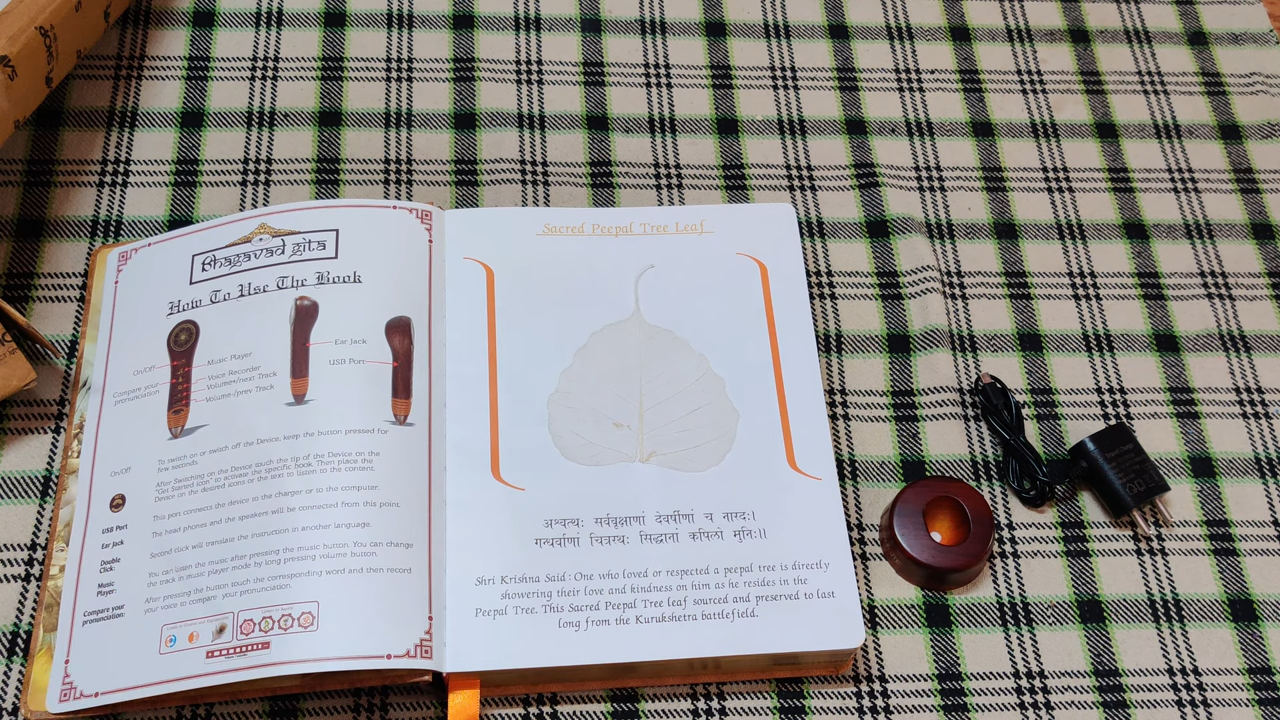 Bhagavad gita
How To Use The Book
On/Off
Music Player
Compare your
pronunciation
Voice Recorder
Volume+/next Track
Volume-/prev Track
Ear Jack
USB Port
On/Off
To switch on or switch off the Device, keep the button pressed for
few seconds.
After Switching on the Device touch the tip of the Device on the
"Get Started Icon" to activate the specific book. Then place the
Device on the desired icons or the text to listen to the content.
USB Port
This port connects the device to the charger or to the computer.
Ear Jack
The head phones and the speakers will be connected from this point.
Double
Click:
Second click will translate the instruction in another language.
Music
Player:
You can listen the music after pressing the music button. You can change
the track in music player mode by long pressing volume button.
Compare your
pronunciation:
After pressing the button touch the corresponding word and then record
your voice to compare your pronunciation.
Sacred Peepal Tree Leaf
अश्वत्थः सर्ववृक्षाणां देवर्षीणां च नारदः।
गन्धर्वाणां चित्ररथः सिद्धानां कपिलो मुनिः।।
Shri Krishna Said : One who loved or respected a peepal tree is directly
showering their love and kindness on him as he resides in the
Peepal Tree. This Sacred Peepal Tree leaf sourced and preserved to last
long from the Kurukshetra battlefield.